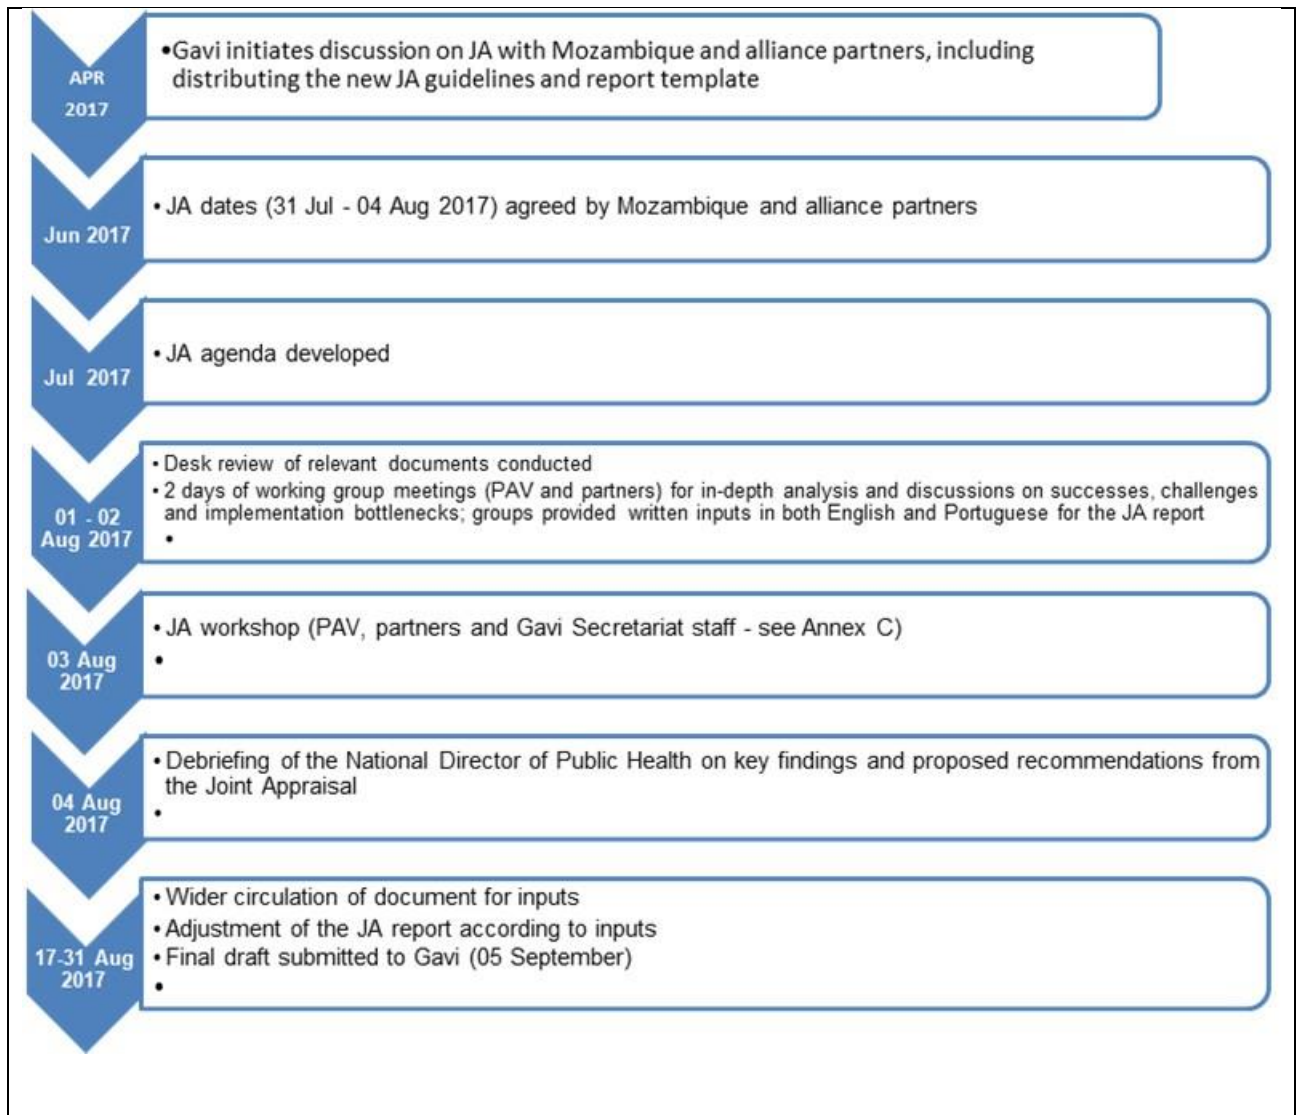 APR
2017
•Gavi initiates discussion on JA with Mozambique and alliance partners, including
distributing the new JA guidelines and report template
Jun 2017
• JA dates (31 Jul - 04 Aug 2017) agreed by Mozambique and alliance partners
Jul 2017
• JA agenda developed
01 - 02
Aug 2017
• Desk review of relevant documents conducted
• 2 days of working group meetings (PAV and partners) for in-depth analysis and discussions on successes, challenges
and implementation bottlenecks; groups provided written inputs in both English and Portuguese for the JA report
•
03 Aug
2017
• JA workshop (PAV, partners and Gavi Secretariat staff - see Annex C)
•
04 Aug
2017
• Debriefing of the National Director of Public Health on key findings and proposed recommendations from
the Joint Appraisal
•
17-31 Aug
2017
• Wider circulation of document for inputs
• Adjustment of the JA report according to inputs
• Final draft submitted to Gavi (05 September)
•